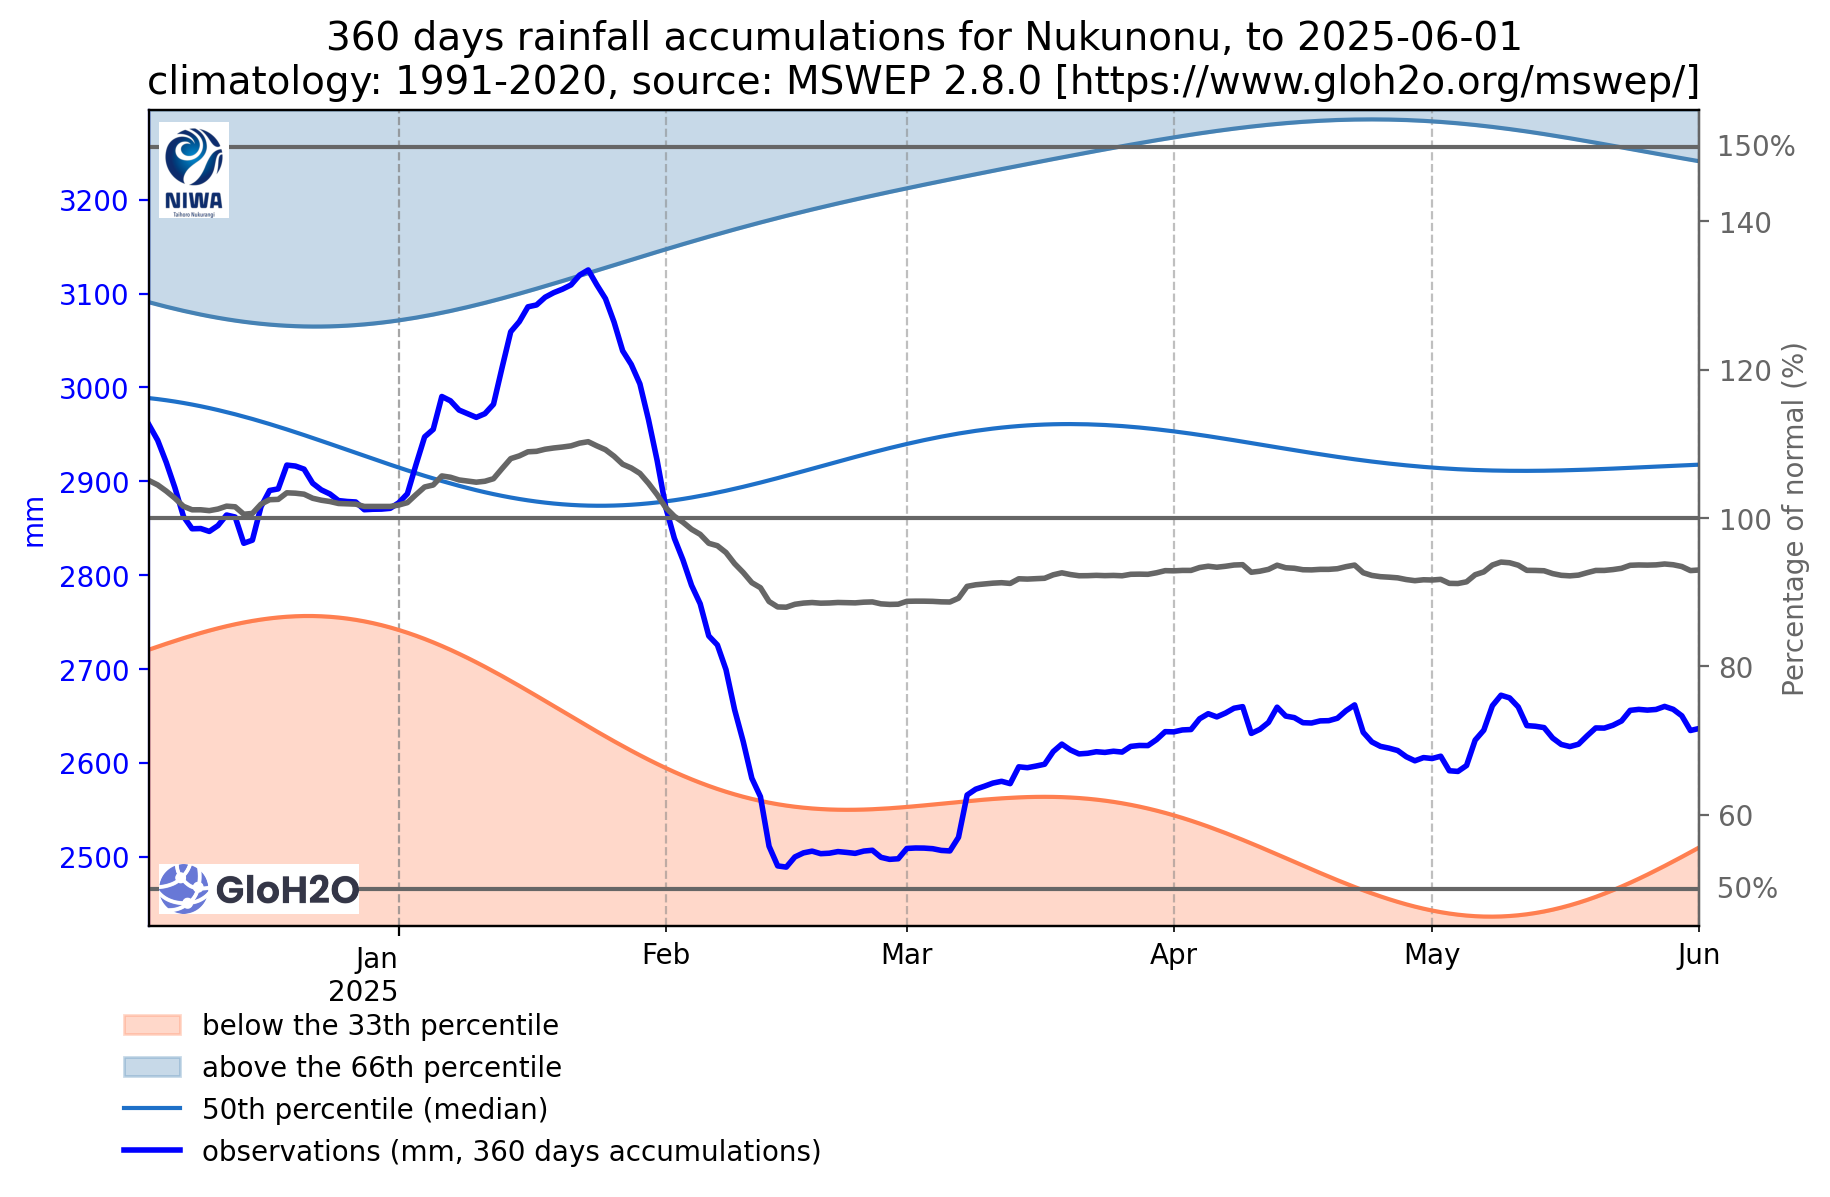 360 days rainfall accumulations for Nukunonu, to 2025-06-01
climatology: 1991-2020, source: MSWEP 2.8.0 [https://www.gloh2o.org/mswep/]
NIWA
Taihoro Nukurangi
3200
3100
3000
2900
2800
2700
2600
2500
mm
150%
140
120
100
80
60
50%
Percentage of normal (%)
GloH2O
Jan
2025
Feb
Mar
Apr
May
Jun
below the 33th percentile
above the 66th percentile
50th percentile (median)
observations (mm, 360 days accumulations)